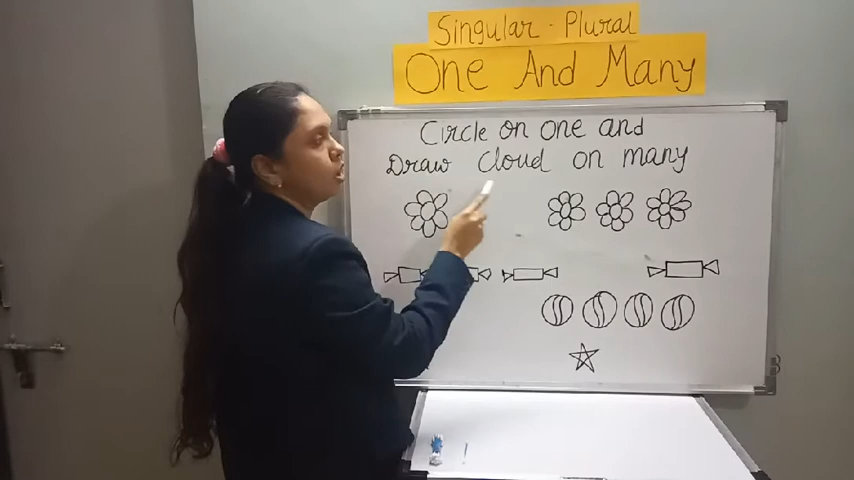 Singular - Plural
One And Many
Circle on one and
Draw Cloud on many